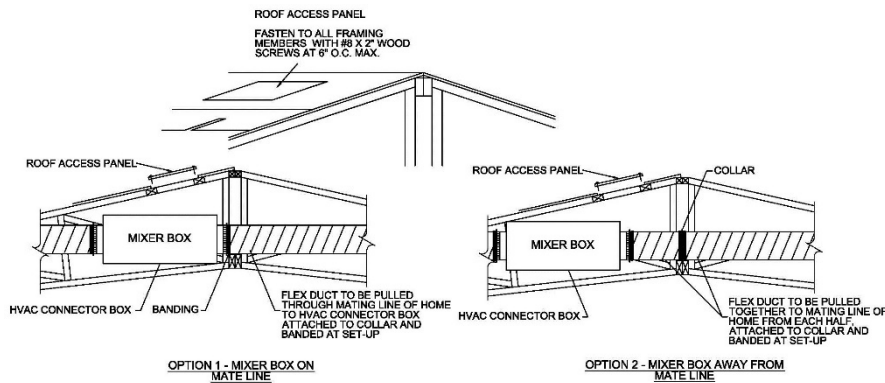 ROOF ACCESS PANEL
FASTEN TO ALL FRAMING
MEMBERS WITH #8 X 2" WOOD
SCREWS AT 6" O.C. MAX.
ROOF ACCESS PANEL
MIXER BOX
HVAC CONNECTOR BOX
BANDING
FLEX DUCT TO BE PULLED
THROUGH MATING LINE OF HOME
TO HVAC CONNECTOR BOX
ATTACHED TO COLLAR AND
BANDED AT SET-UP
OPTION 1 - MIXER BOX ON
MATE LINE
ROOF ACCESS PANEL
COLLAR
MIXER BOX
HVAC CONNECTOR BOX
FLEX DUCT TO BE PULLED
TOGETHER TO MATING LINE OF
HOME FROM EACH HALF,
ATTACHED TO COLLAR AND
BANDED AT SET-UP
OPTION 2 - MIXER BOX AWAY FROM
MATE LINE